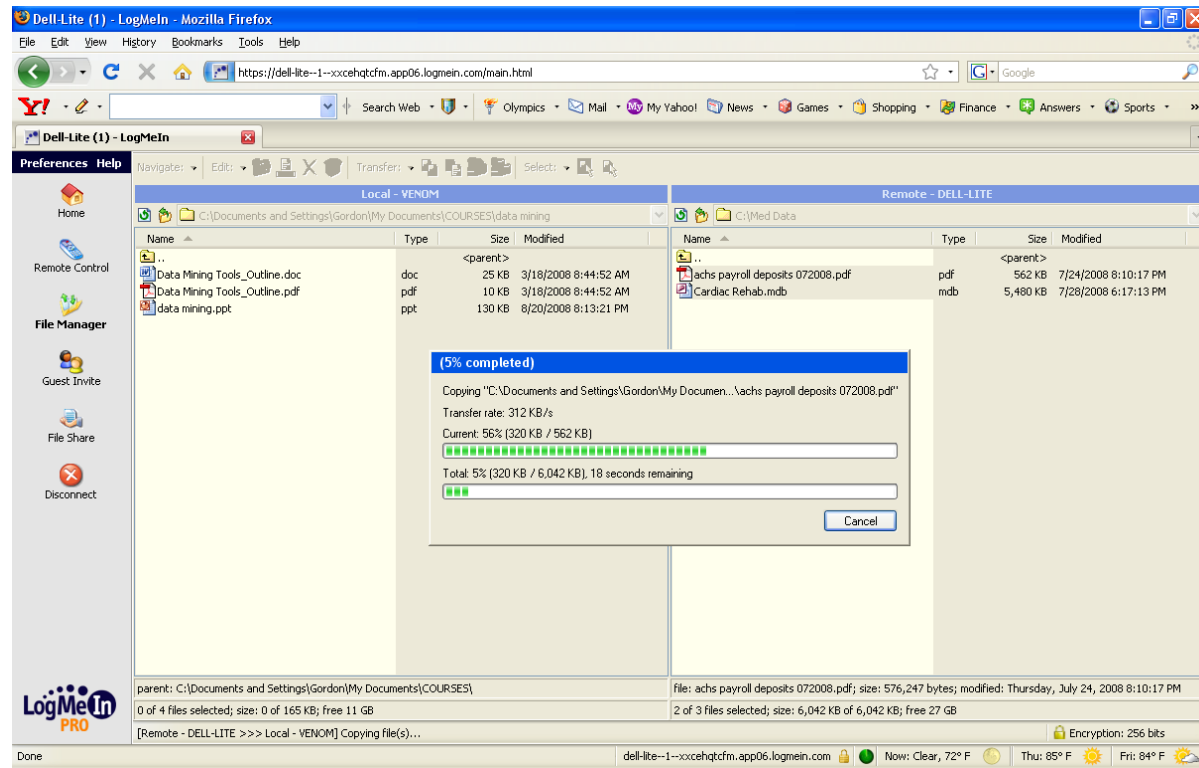 Dell-Lite (1) - LogMeIn - Mozilla Firefox
File Edit View History Bookmarks Tools Help
https://dell-lite--1--xxcehqtcfm.app06.logmein.com/main.html
G Google
Y! Search Web Olympics Mail My My Yahoo! News Games Shopping Finance Answers Sports »
Dell-Lite (1) - LogMeIn
Preferences Help
Navigate: Edit: Transfer: Select:
Home
Remote Control
File Manager
Guest Invite
File Share
Disconnect
Local - VENOM
C:\Documents and Settings\Gordon\My Documents\COURSES\data mining
Name Type Size Modified
.. <parent>
Data Mining Tools_Outline.doc doc 25 KB 3/18/2008 8:44:52 AM
Data Mining Tools_Outline.pdf pdf 10 KB 3/18/2008 8:44:52 AM
data mining.ppt ppt 130 KB 8/20/2008 8:13:21 PM
Remote - DELL-LITE
C:\Med Data
Name Type Size Modified
.. <parent>
achs payroll deposits 072008.pdf pdf 562 KB 7/24/2008 8:10:17 PM
Cardiac Rehab.mdb mdb 5,480 KB 7/28/2008 6:17:13 PM
(5% completed)
Copying "C:\Documents and Settings\Gordon\My Documen...\achs payroll deposits 072008.pdf"
Transfer rate: 312 KB/s
Current: 56% (320 KB / 562 KB)
Total: 5% (320 KB / 6,042 KB), 18 seconds remaining
Cancel
LogMeIn
PRO
parent: C:\Documents and Settings\Gordon\My Documents\COURSES\
0 of 4 files selected; size: 0 of 165 KB; free 11 GB
file: achs payroll deposits 072008.pdf; size: 576,247 bytes; modified: Thursday, July 24, 2008 8:10:17 PM
2 of 3 files selected; size: 6,042 KB of 6,042 KB; free 27 GB
[Remote - DELL-LITE >>> Local - VENOM] Copying file(s)...
Encryption: 256 bits
Done
dell-lite--1--xxcehqtcfm.app06.logmein.com Now: Clear, 72° F Thu: 85° F Fri: 84° F